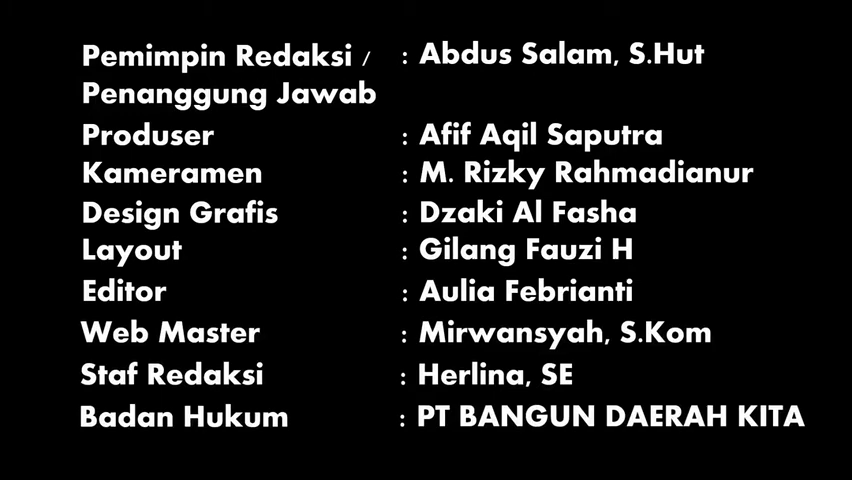 Pemimpin Redaksi / : Abdus Salam, S.Hut
Penanggung Jawab
Produser : Afif Aqil Saputra
Kameramen : M. Rizky Rahmadianur
Design Grafis : Dzaki Al Fasha
Layout : Gilang Fauzi H
Editor : Aulia Febrianti
Web Master : Mirwansyah, S.Kom
Staf Redaksi : Herlina, SE
Badan Hukum : PT BANGUN DAERAH KITA